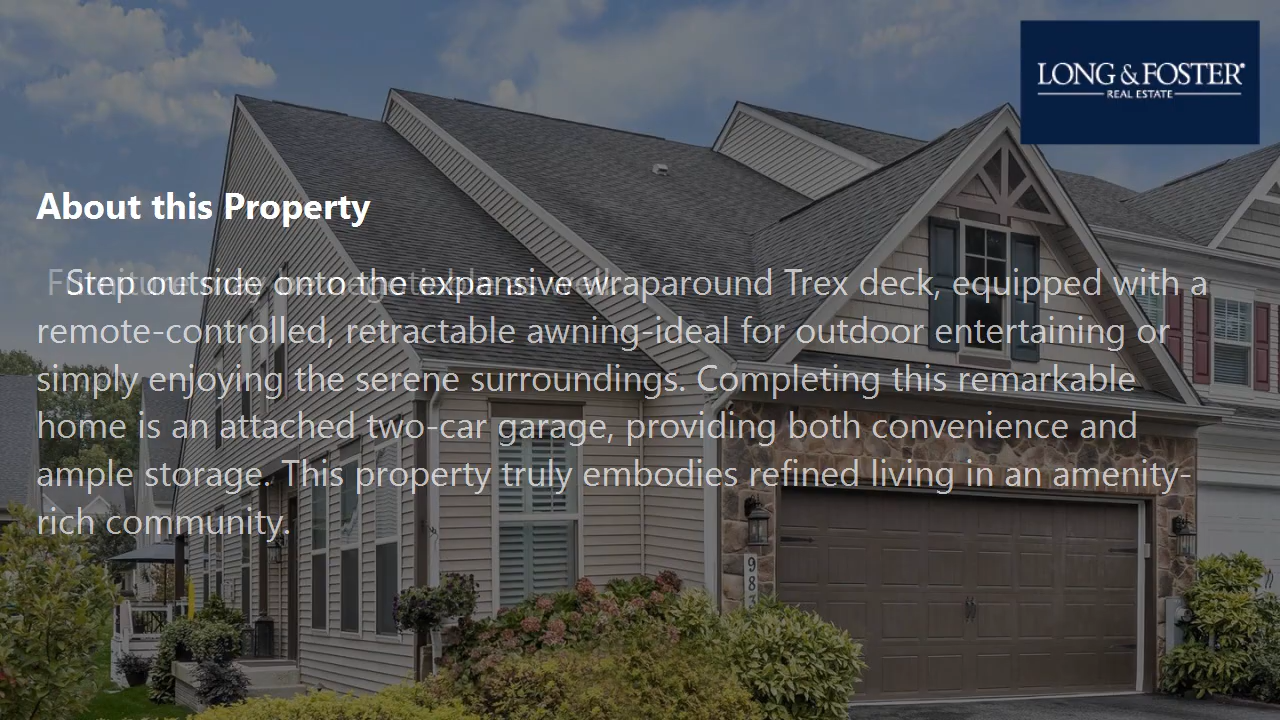 LONG & FOSTER
REAL ESTATE
About this Property
Step outside onto the expansive wraparound Trex deck, equipped with a
remote-controlled, retractable awning-ideal for outdoor entertaining or
simply enjoying the serene surroundings. Completing this remarkable
home is an attached two-car garage, providing both convenience and
ample storage. This property truly embodies refined living in an amenity-
rich community.
983